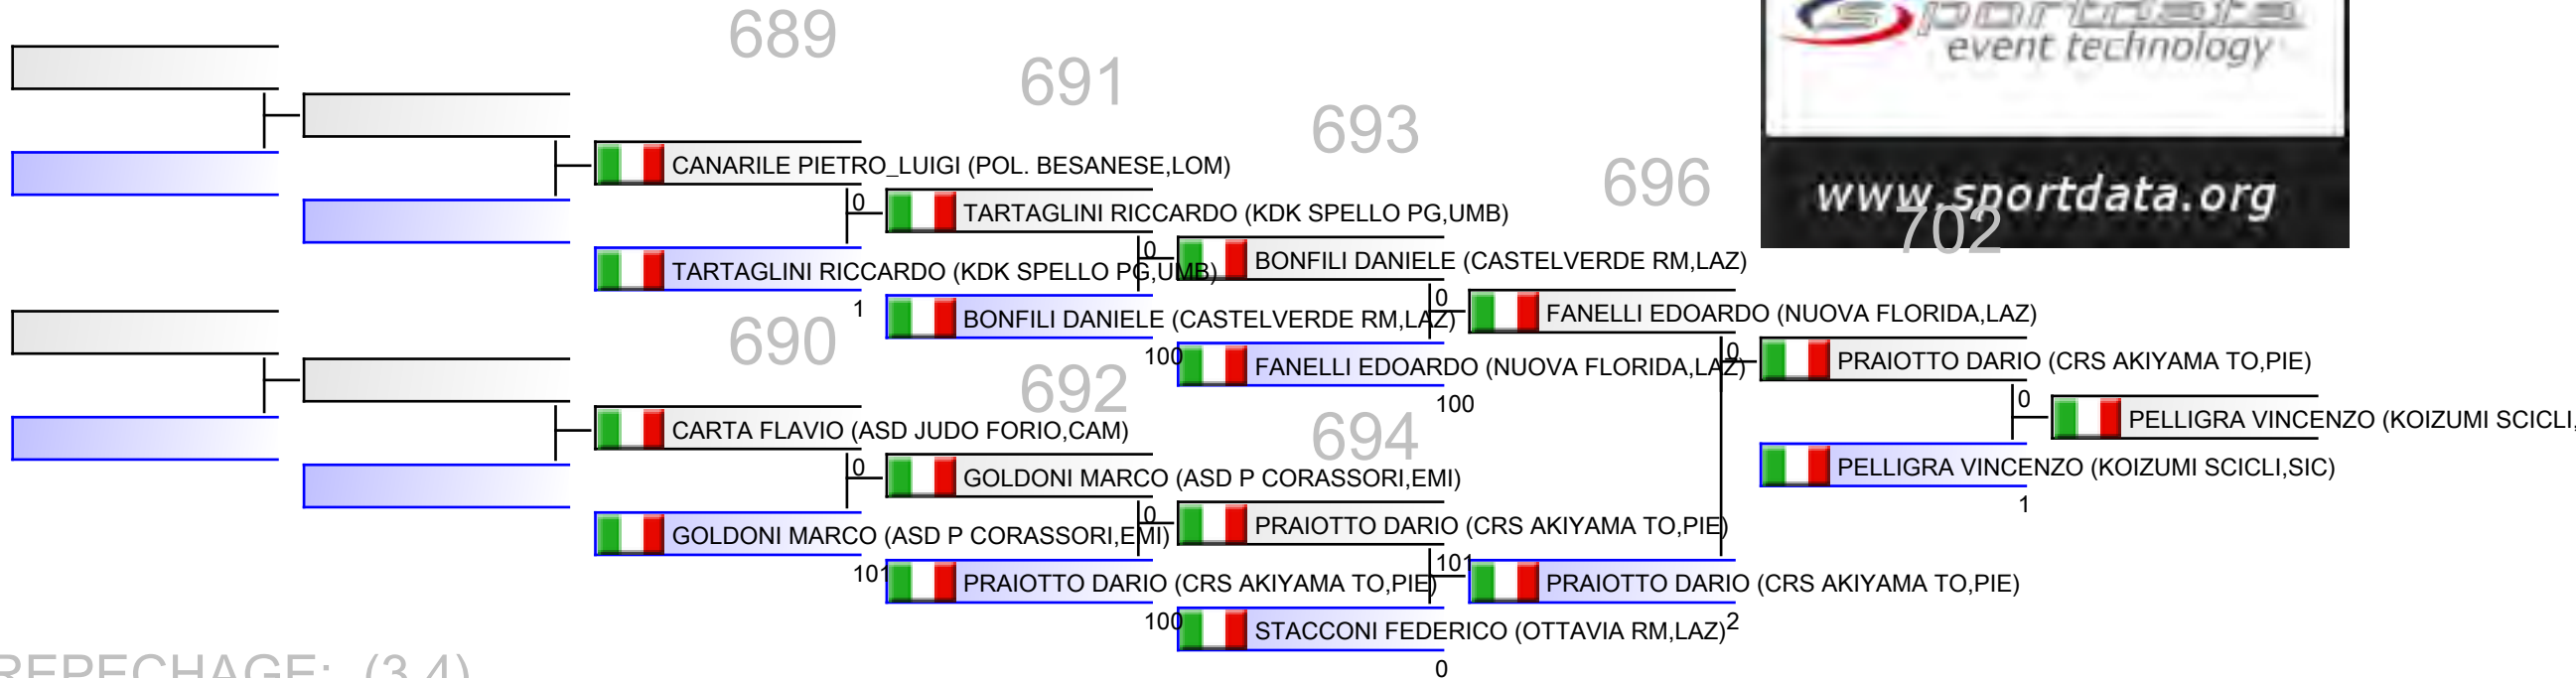 sportdata
event technology
www.sportdata.org
689
691
693
696
702
CANARILE PIETRO_LUIGI (POL. BESANESE,LOM)
0
TARTAGLINI RICCARDO (KDK SPELLO PG,UMB)
TARTAGLINI RICCARDO (KDK SPELLO PG,UMB)
1
0
BONFILI DANIELE (CASTELVERDE RM,LAZ)
BONFILI DANIELE (CASTELVERDE RM,LAZ)
100
0
FANELLI EDOARDO (NUOVA FLORIDA,LAZ)
FANELLI EDOARDO (NUOVA FLORIDA,LAZ)
100
0
PRAIOTTO DARIO (CRS AKIYAMA TO,PIE)
0
PELLIGRA VINCENZO (KOIZUMI SCICLI,
PELLIGRA VINCENZO (KOIZUMI SCICLI,SIC)
1
690
692
694
CARTA FLAVIO (ASD JUDO FORIO,CAM)
0
GOLDONI MARCO (ASD P CORASSORI,EMI)
GOLDONI MARCO (ASD P CORASSORI,EMI)
101
0
PRAIOTTO DARIO (CRS AKIYAMA TO,PIE)
PRAIOTTO DARIO (CRS AKIYAMA TO,PIE)
100
101
PRAIOTTO DARIO (CRS AKIYAMA TO,PIE)
2
STACCONI FEDERICO (OTTAVIA RM,LAZ)
0
REPECHAGE: (3,4)